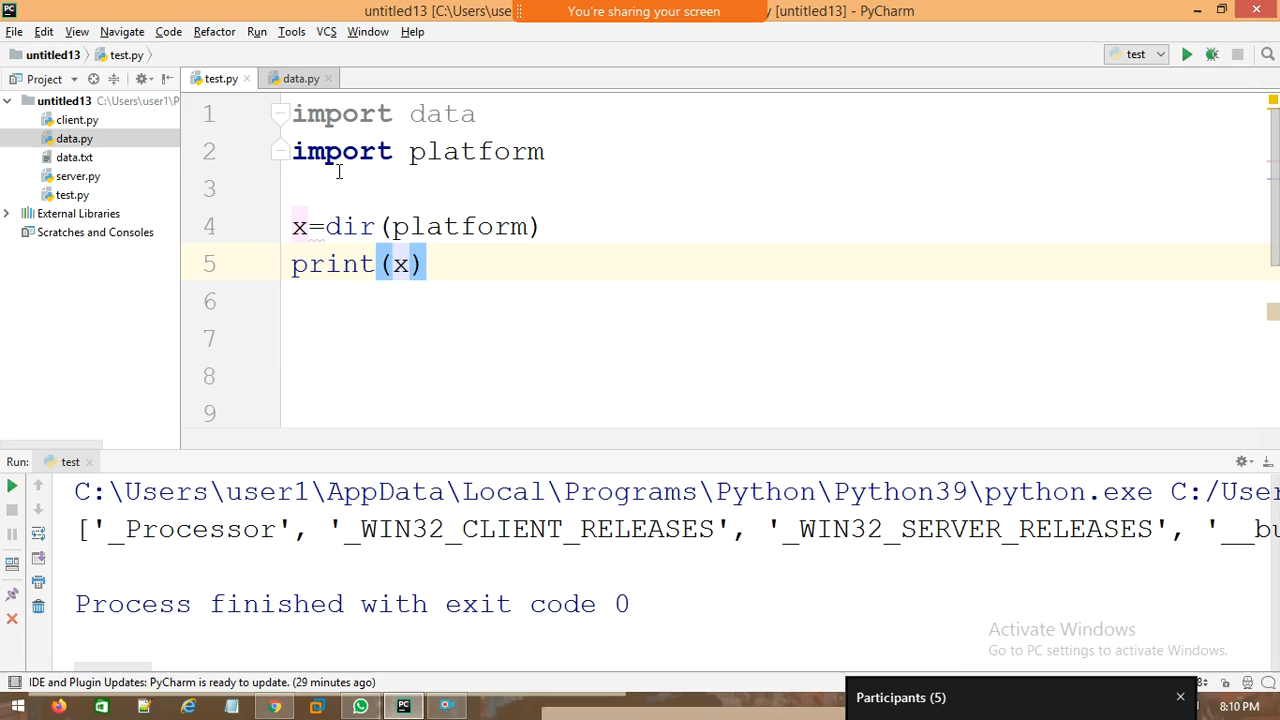 untitled13 [C:\Users\use
You're sharing your screen
[untitled13] - PyCharm
File Edit View Navigate Code Refactor Run Tools VCS Window Help
untitled13 test.py
test
Project
test.py data.py
untitled13 C:\Users\user1\P
client.py
data.py
data.txt
server.py
test.py
External Libraries
Scratches and Consoles
1 import data
2 import platform
3
4 x=dir(platform)
5 print(x)
6
7
8
9
Run: test
C:\Users\user1\AppData\Local\Programs\Python\Python39\python.exe C:/User
['_Processor', '_WIN32_CLIENT_RELEASES', '_WIN32_SERVER_RELEASES', '__bu
Process finished with exit code 0
Activate Windows
Go to PC settings to activate Windows.
IDE and Plugin Updates: PyCharm is ready to update. (29 minutes ago)
Participants (5)
8:10 PM